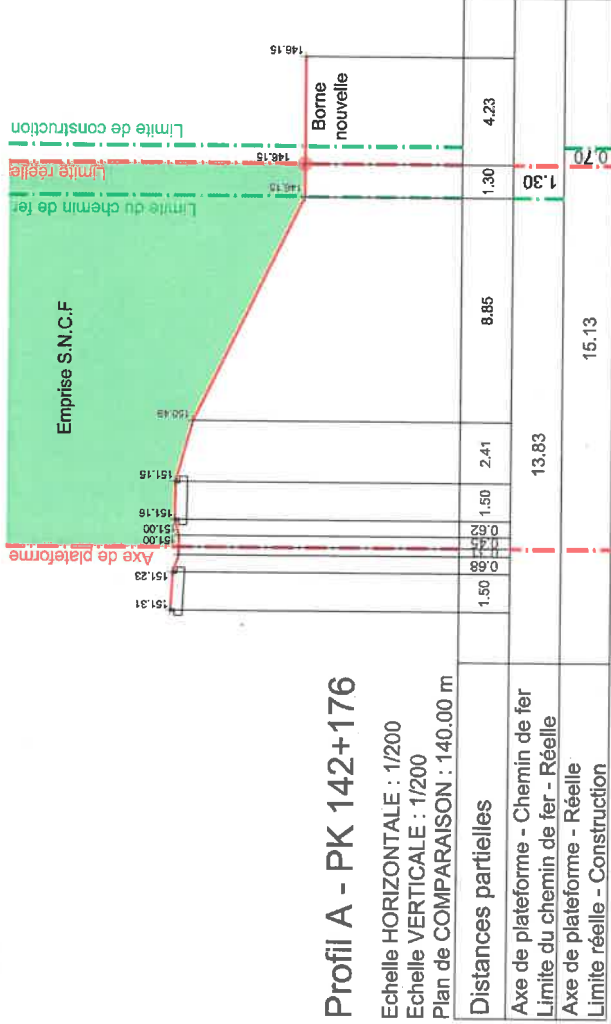 Profil A - PK 142+176
Echelle HORIZONTALE : 1/200
Echelle VERTICALE : 1/200
Plan de COMPARAISON : 140.00 m
Axe de plateforme
Emprise S.N.C.F
Limite du chemin de fer
Limite réelle
Limite de construction
151.31
151.23
151.00
151.00
151.16
151.15
150.49
146.15
146.15
146.15
Borne
nouvelle
Distances partielles
1.50
0.68
0.45
0.62
1.50
2.41
8.85
1.30
4.23
Axe de plateforme - Chemin de fer
13.83
Limite du chemin de fer - Réelle
1.30
Axe de plateforme - Réelle
15.13
Limite réelle - Construction
0.70